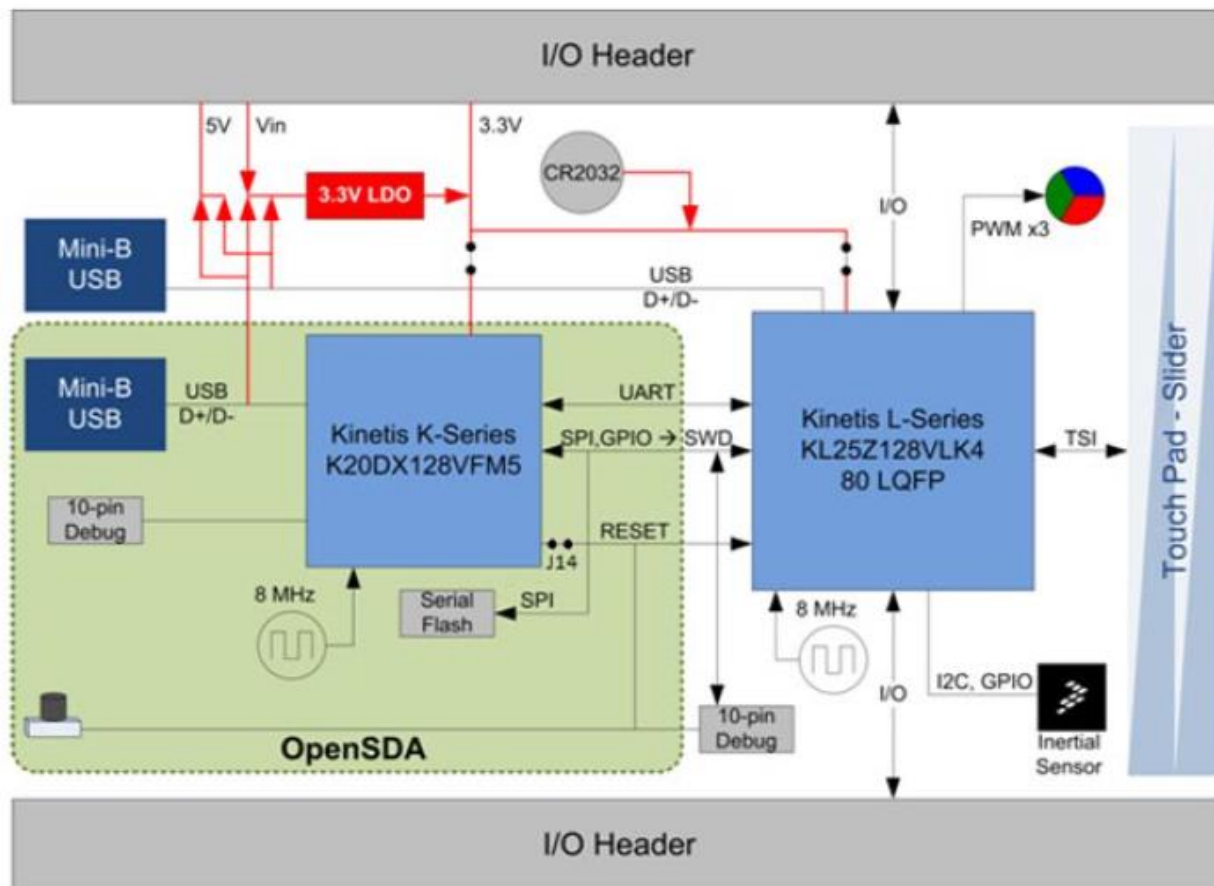 I/O Header
5V
Vin
3.3V
CR2032
3.3V LDO
I/O
PWM x3
Mini-B
USB
USB
D+/D-
Mini-B
USB
USB
D+/D-
Kinetis K-Series
K20DX128VFM5
UART
SPI,GPIO → SWD
Kinetis L-Series
KL25Z128VLK4
80 LQFP
TSI
Touch Pad - Slider
10-pin
Debug
RESET
J14
8 MHz
Serial
Flash
SPI
8 MHz
I/O
I2C, GPIO
10-pin
Debug
Inertial
Sensor
OpenSDA
I/O Header